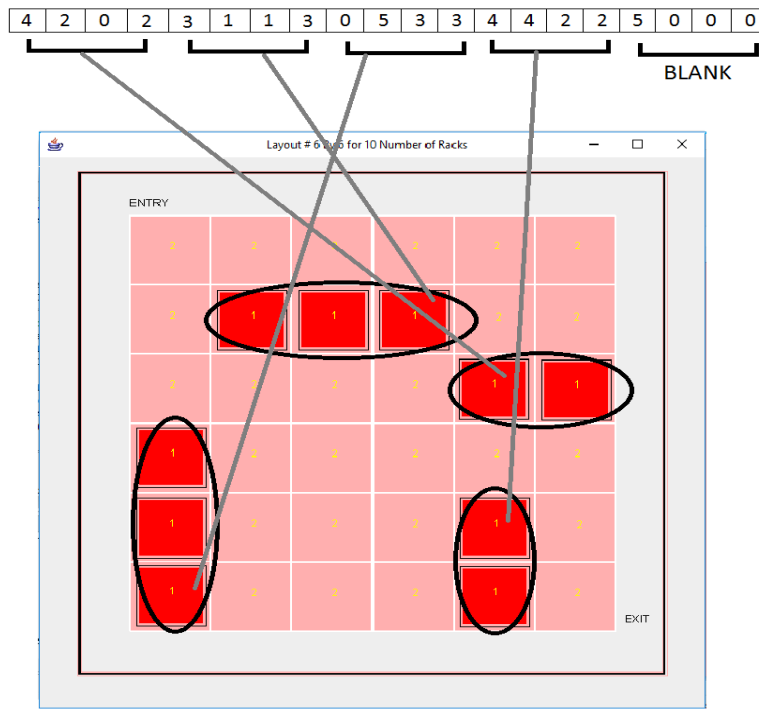 4 2 0 2 3 1 1 3 0 5 3 3 4 4 2 2 5 0 0 0
BLANK
Layout # 6 By 6 for 10 Number of Racks
ENTRY
2 2 2 2 2 2
2 1 1 1 2 2
2 2 2 2 1 1
1 2 2 2 2 2
1 2 2 2 1 2
1 2 2 2 1 2
EXIT